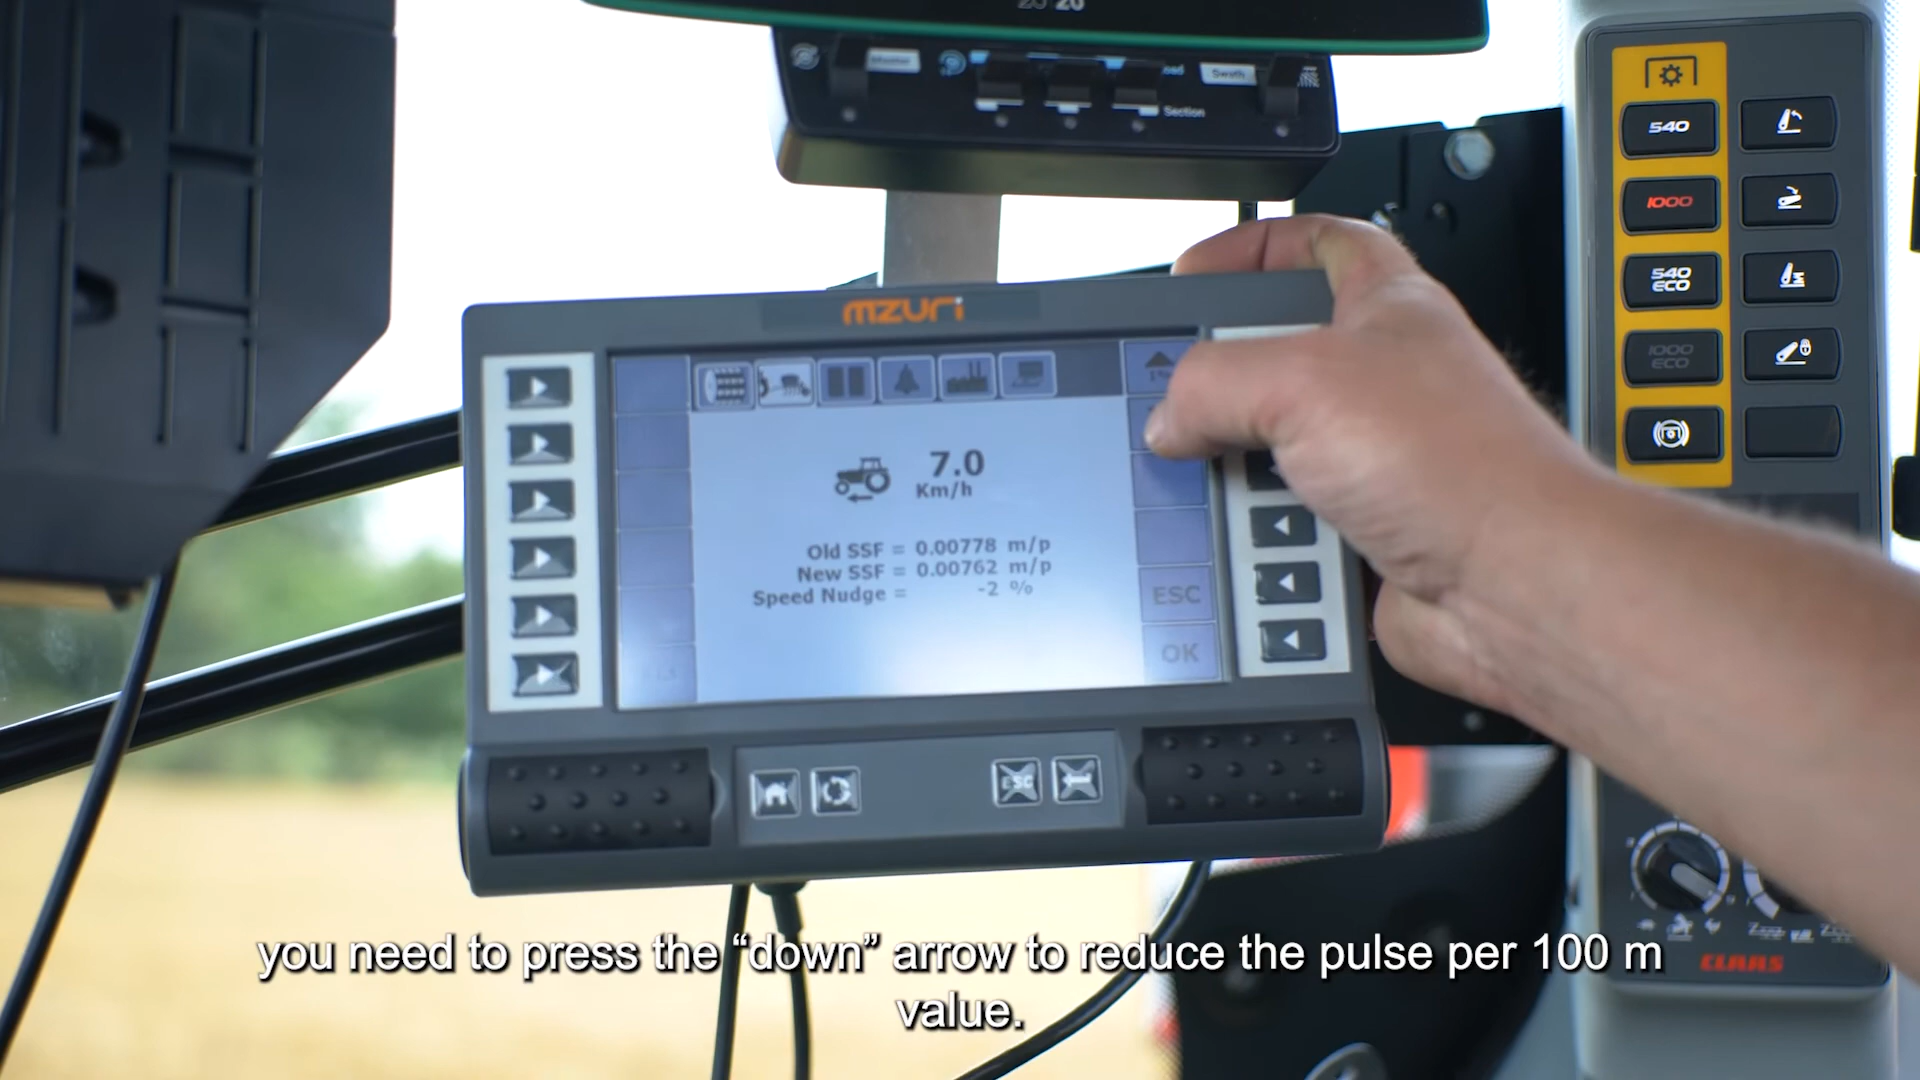 Section
540
1000
540
ECO
1000
ECO
mzuri
7.0
Km/h
Old SSF = 0.00778 m/p
New SSF = 0.00762 m/p
Speed Nudge = -2 %
ESC
OK
ESC
CLAAS
you need to press the “down” arrow to reduce the pulse per 100 m
value.